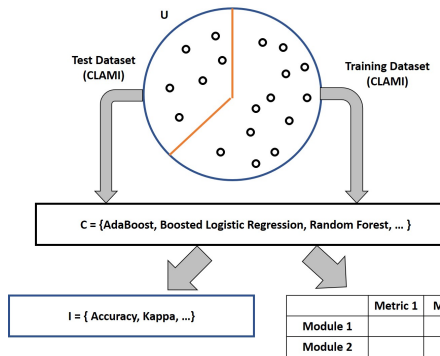 U
Test Dataset
(CLAMI)
Training Dataset
(CLAMI)
C = {AdaBoost, Boosted Logistic Regression, Random Forest, ... }
I = { Accuracy, Kappa, ...}
Metric 1 M
Module 1
Module 2